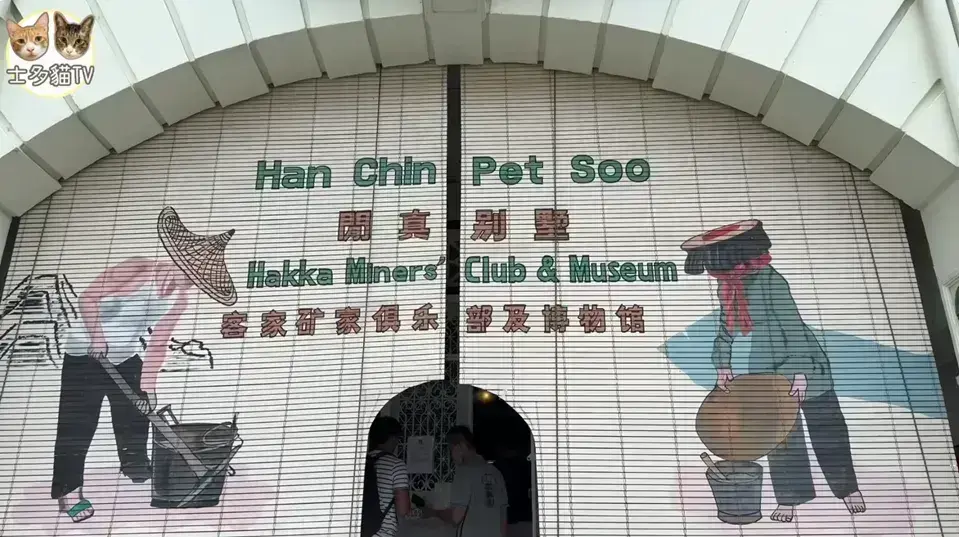 士多貓TV
Han Chin Pet Soo
閒真别墅
Hakka Miners' Club & Museum
客家矿家俱乐部及博物馆